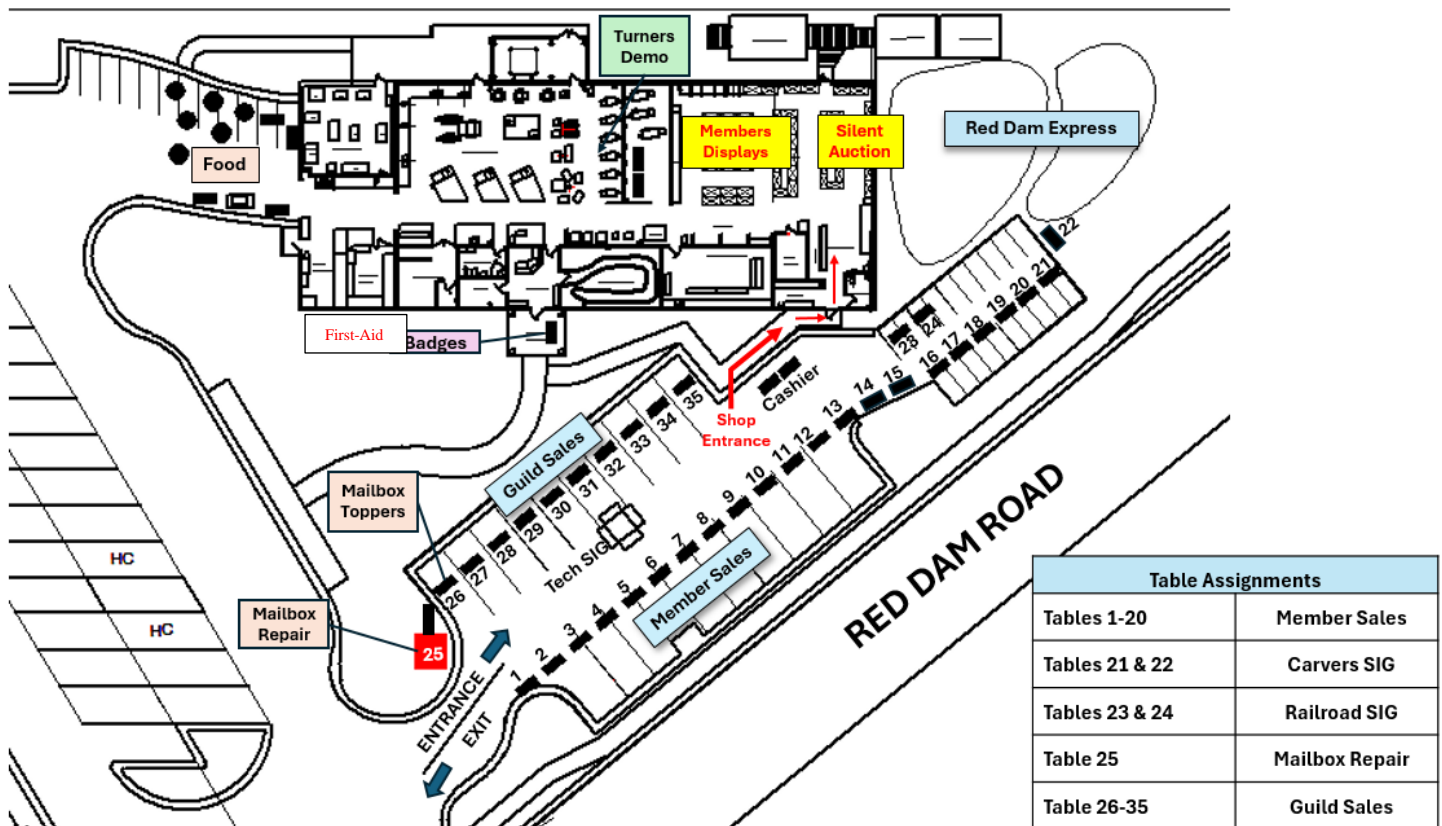 Turners
Demo
Members
Displays
Silent
Auction
Red Dam Express
Food
First-Aid
Badges
22
21
20
19
18
17
16
24
23
15
14
13
12
11
10
9
8
7
6
5
4
3
2
1
Cashier
Shop
Entrance
35
34
33
32
31
30
29
28
27
26
Guild Sales
Mailbox
Toppers
Tech SIG
Member Sales
Mailbox
Repair
25
ENTRANCE
EXIT
HC
HC
RED DAM ROAD
Table Assignments
Tables 1-20 Member Sales
Tables 21 & 22 Carvers SIG
Tables 23 & 24 Railroad SIG
Table 25 Mailbox Repair
Table 26-35 Guild Sales